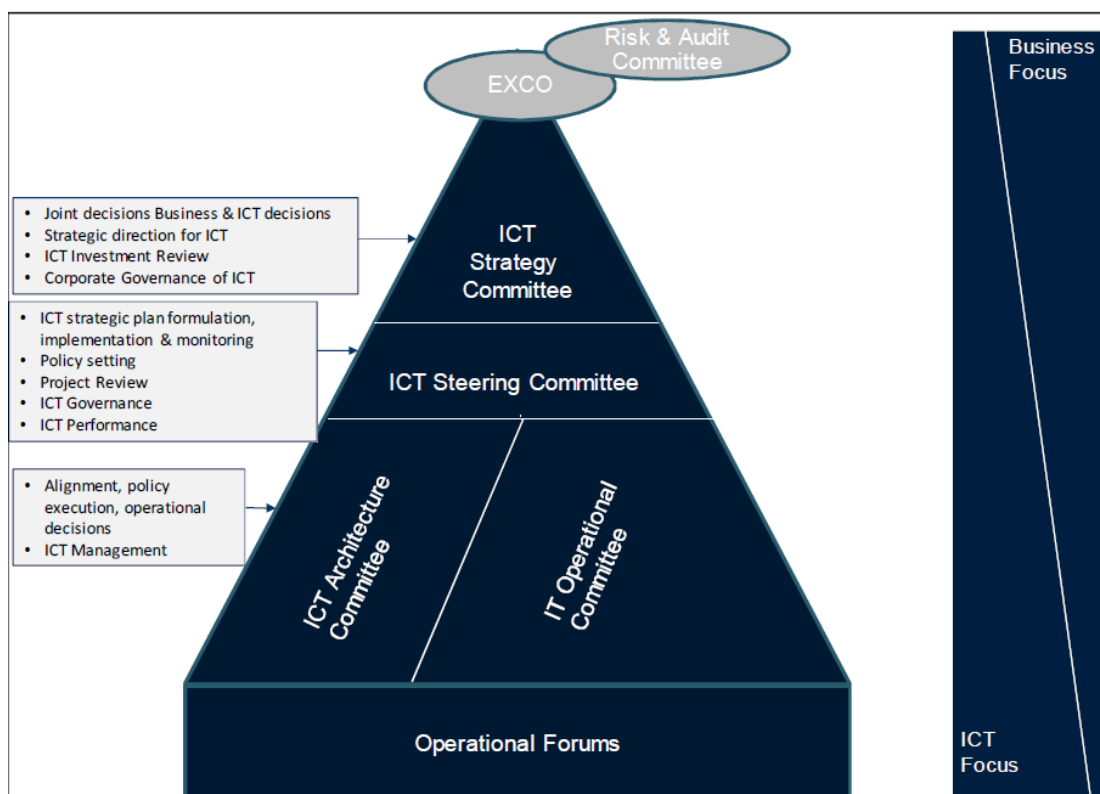 Risk & Audit
Committee
EXCO
Business
Focus
• Joint decisions Business & ICT decisions
• Strategic direction for ICT
• ICT Investment Review
• Corporate Governance of ICT
ICT
Strategy
Committee
• ICT strategic plan formulation,
implementation & monitoring
• Policy setting
• Project Review
• ICT Governance
• ICT Performance
ICT Steering Committee
• Alignment, policy
execution, operational
decisions
• ICT Management
ICT Architecture
Committee
IT Operational
Committee
Operational Forums
ICT
Focus